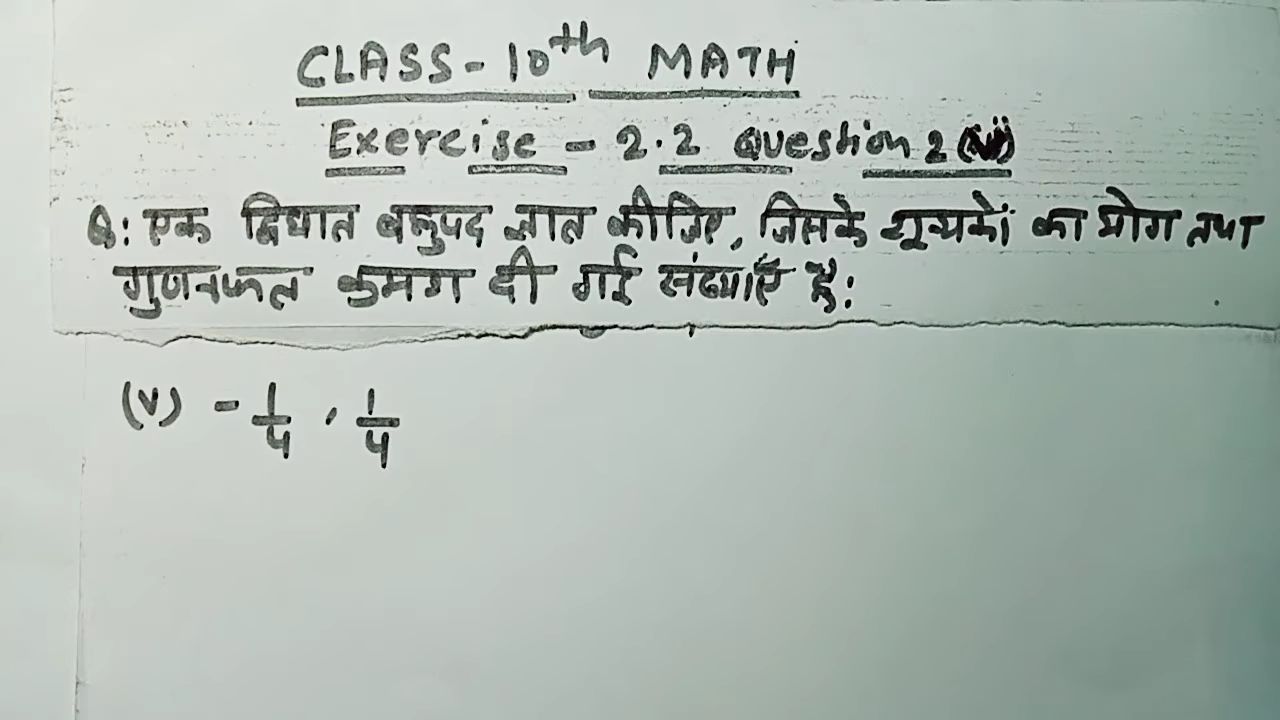 CLASS - 10th MATH
Exercise - 2.2 Question 2
Q: एक द्विघात बहुपद ज्ञात कीजिए, जिसके शून्यकों का योग तथा
गुणनफल क्रमश दी गई संख्याएँ है:
(v) - 1/4 , 1/4